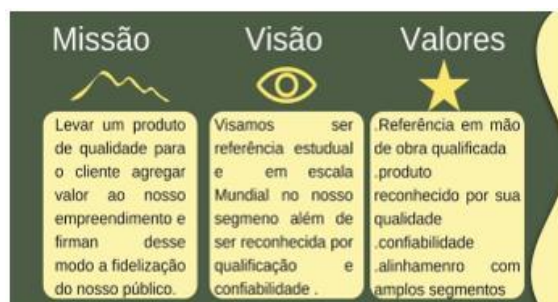 Missão
Visão
Valores
Levar um produto
de qualidade para
o cliente agregar
valor ao nosso
empreendimento e
firman desse
modo a fidelização
do nosso público.
Visamos ser
referência estudual
e em escala
Mundial no nosso
segmeno além de
ser reconhecida por
qualificação e
confiabilidade .
.Referência em mão
de obra qualificada
.produto
reconhecido por sua
qualidade
.confiabilidade
.alinhamenro com
amplos segmentos